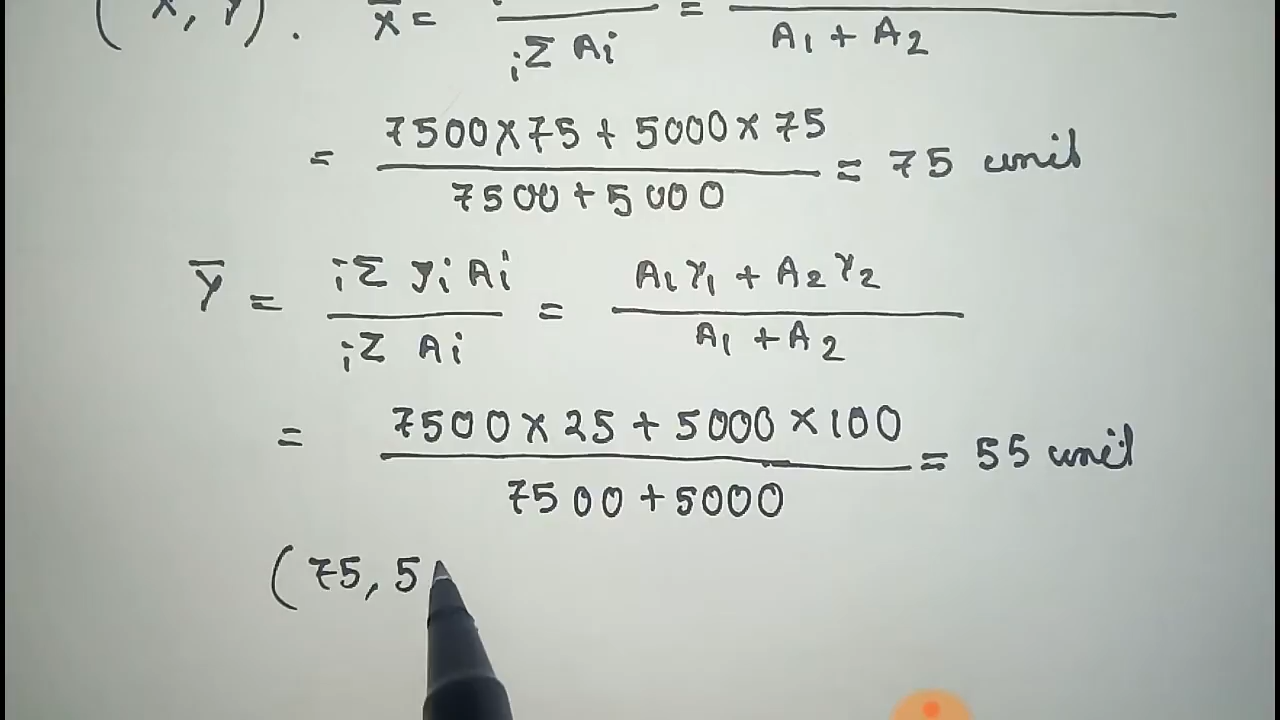 (X, Y). X̄ = / iΣ Ai = / A1 + A2
= 7500×75 + 5000×75 / 7500 + 5000 = 75 unit
Ȳ = iΣ yi Ai / iΣ Ai = A1Y1 + A2Y2 / A1 + A2
= 7500×25 + 5000×100 / 7500 + 5000 = 55 unit
(75, 5